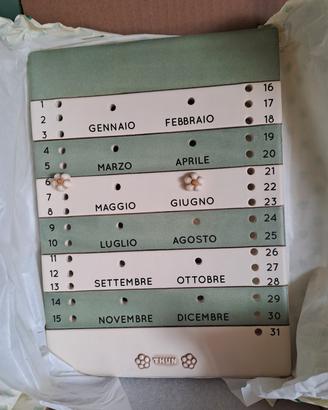 1 16
2 17
GENNAIO FEBBRAIO
3 18
4 19
MARZO APRILE
5 20
6 21
7 22
MAGGIO GIUGNO
8 23
9 24
LUGLIO AGOSTO
10 25
11 26
12 27
SETTEMBRE OTTOBRE
13 28
14 29
NOVEMBRE DICEMBRE
15 30
31
THUN